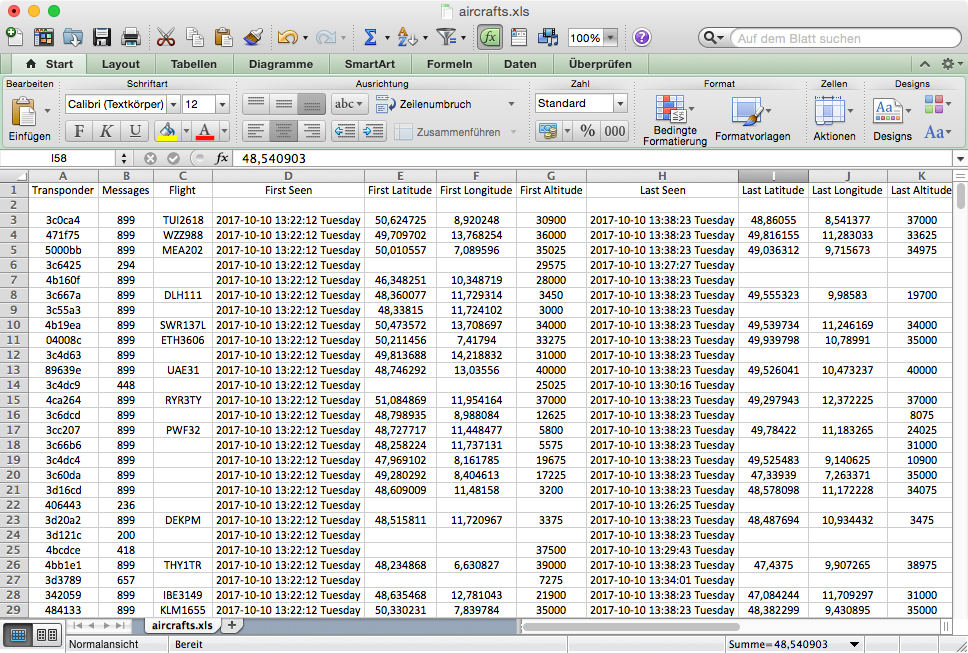 aircrafts.xls
100%
Auf dem Blatt suchen
Start Layout Tabellen Diagramme SmartArt Formeln Daten Überprüfen
Bearbeiten Schriftart Ausrichtung Zahl Format Zellen Designs
Calibri (Textkörper) 12 abc Zeilenumbruch Standard
Einfügen F K U A Zusammenführen % 000 Bedingte Formatierung Formatvorlagen Aktionen Aa Designs Aa
I58 fx 48,540903
A B C D E F G H I J K
1 Transponder Messages Flight First Seen First Latitude First Longitude First Altitude Last Seen Last Latitude Last Longitude Last Altitude
2
3 3c0ca4 899 TUI2618 2017-10-10 13:22:12 Tuesday 50,624725 8,920248 30900 2017-10-10 13:38:23 Tuesday 48,86055 8,541377 37000
4 471f75 899 WZZ988 2017-10-10 13:22:12 Tuesday 49,709702 13,768254 36000 2017-10-10 13:38:23 Tuesday 49,816155 11,283033 33625
5 5000bb 899 MEA202 2017-10-10 13:22:12 Tuesday 50,010557 7,089596 35025 2017-10-10 13:38:23 Tuesday 49,036312 9,715673 34975
6 3c6425 294 2017-10-10 13:22:12 Tuesday 29575 2017-10-10 13:27:27 Tuesday
7 4b160f 899 2017-10-10 13:22:12 Tuesday 46,348251 10,348719 28000 2017-10-10 13:38:23 Tuesday
8 3c667a 899 DLH111 2017-10-10 13:22:12 Tuesday 48,360077 11,729314 3450 2017-10-10 13:38:23 Tuesday 49,555323 9,98583 19700
9 3c55a3 899 2017-10-10 13:22:12 Tuesday 48,33815 11,724102 3000 2017-10-10 13:38:23 Tuesday
10 4b19ea 899 SWR137L 2017-10-10 13:22:12 Tuesday 50,473572 13,708697 34000 2017-10-10 13:38:23 Tuesday 49,539734 11,246169 34000
11 04008c 899 ETH3606 2017-10-10 13:22:12 Tuesday 50,211456 7,41794 33275 2017-10-10 13:38:23 Tuesday 49,939798 10,78991 35000
12 3c4d63 899 2017-10-10 13:22:12 Tuesday 49,813688 14,218832 31000 2017-10-10 13:38:23 Tuesday
13 89639e 899 UAE31 2017-10-10 13:22:12 Tuesday 48,746292 13,03556 40000 2017-10-10 13:38:23 Tuesday 49,526041 10,473237 40000
14 3c4dc9 448 2017-10-10 13:22:12 Tuesday 25025 2017-10-10 13:30:16 Tuesday
15 4ca264 899 RYR3TY 2017-10-10 13:22:12 Tuesday 51,084869 11,954164 37000 2017-10-10 13:38:23 Tuesday 49,297943 12,372225 37000
16 3c6dcd 899 2017-10-10 13:22:12 Tuesday 48,798935 8,988084 12625 2017-10-10 13:38:23 Tuesday 8075
17 3cc207 899 PWF32 2017-10-10 13:22:12 Tuesday 48,727717 11,448477 5800 2017-10-10 13:38:23 Tuesday 49,78422 11,183265 24025
18 3c66b6 899 2017-10-10 13:22:12 Tuesday 48,258224 11,737131 5575 2017-10-10 13:38:23 Tuesday 31000
19 3c4dc4 899 2017-10-10 13:22:12 Tuesday 47,969102 8,161785 19675 2017-10-10 13:38:23 Tuesday 49,525483 9,140625 10900
20 3c60da 899 2017-10-10 13:22:12 Tuesday 49,280292 8,404613 17225 2017-10-10 13:38:23 Tuesday 47,33939 7,263371 35000
21 3d16cd 899 2017-10-10 13:22:12 Tuesday 48,609009 11,48158 3200 2017-10-10 13:38:23 Tuesday 48,578098 11,172228 34075
22 406443 236 2017-10-10 13:22:12 Tuesday 2017-10-10 13:26:25 Tuesday
23 3d20a2 899 DEKPM 2017-10-10 13:22:12 Tuesday 48,515811 11,720967 3375 2017-10-10 13:38:23 Tuesday 48,487694 10,934432 3475
24 3d121c 200 2017-10-10 13:22:12 Tuesday 2017-10-10 13:38:23 Tuesday
25 4bcdce 418 2017-10-10 13:22:12 Tuesday 37500 2017-10-10 13:29:43 Tuesday
26 4bb1e1 899 THY1TR 2017-10-10 13:22:12 Tuesday 48,234868 6,630827 39000 2017-10-10 13:38:23 Tuesday 47,4375 9,907265 38975
27 3d3789 657 2017-10-10 13:22:12 Tuesday 7275 2017-10-10 13:34:01 Tuesday
28 342059 899 IBE3149 2017-10-10 13:22:12 Tuesday 48,635468 12,781043 21900 2017-10-10 13:38:23 Tuesday 47,084244 11,709297 31000
29 484133 899 KLM1655 2017-10-10 13:22:12 Tuesday 50,330231 7,839784 35000 2017-10-10 13:38:23 Tuesday 48,382299 9,430895 35000
aircrafts.xls
Normalansicht Bereit Summe=48,540903